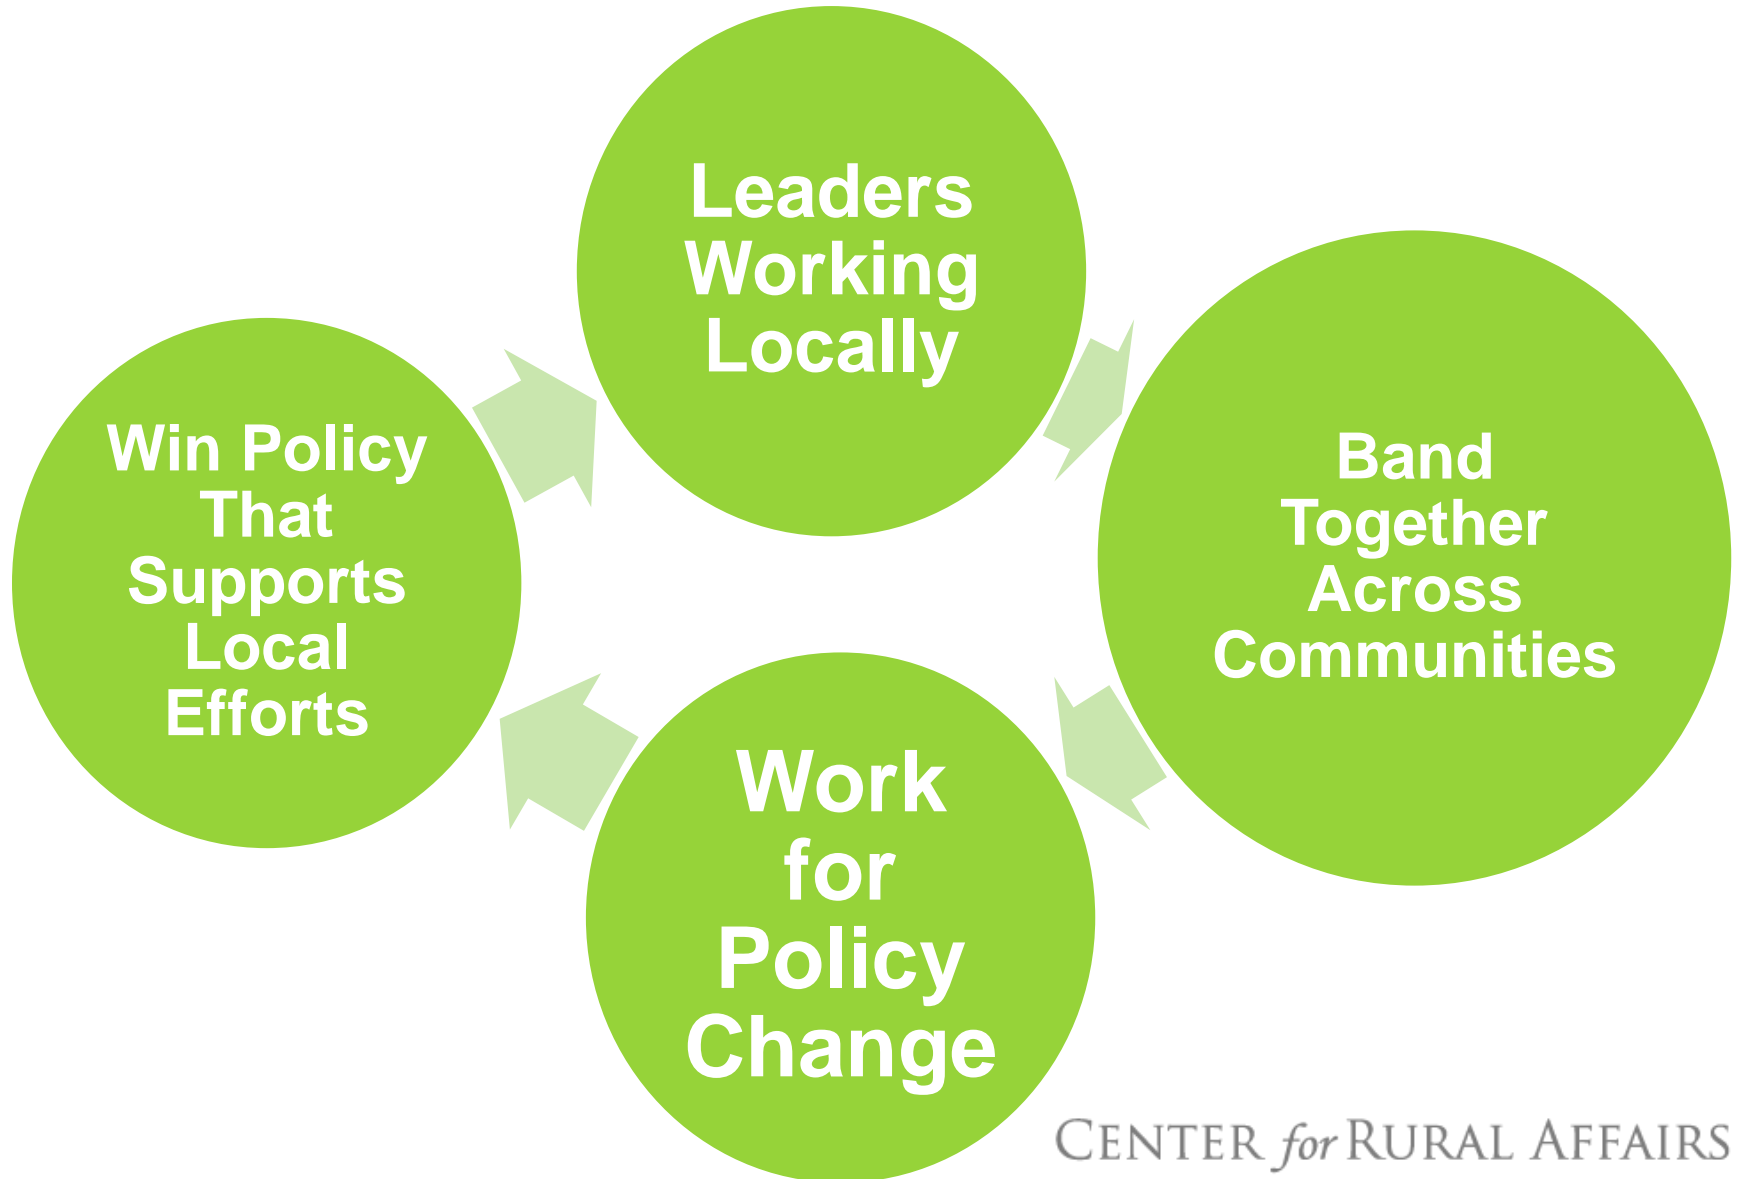 Leaders
Working
Locally
Band
Together
Across
Communities
Work
for
Policy
Change
Win Policy
That
Supports
Local
Efforts
CENTER for RURAL AFFAIRS